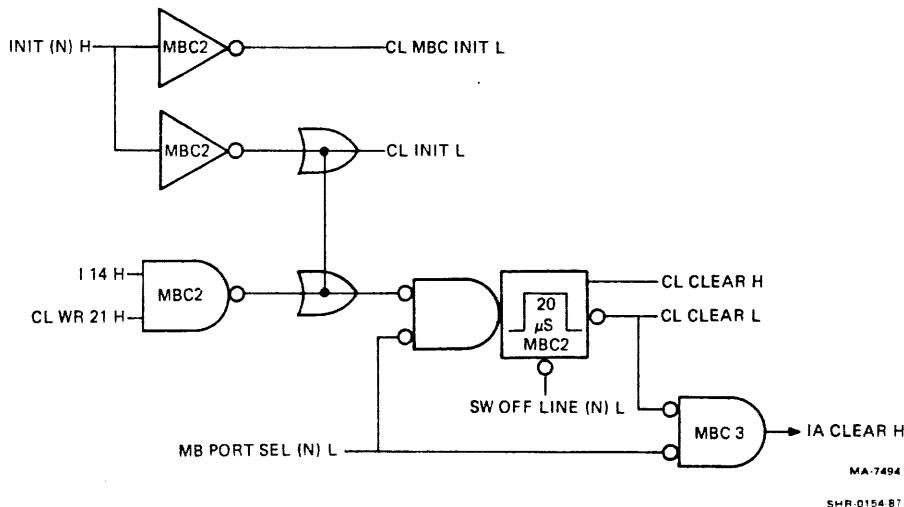 INIT (N) H
MBC2
CL MBC INIT L
MBC2
CL INIT L
I 14 H
CL WR 21 H
MBC2
20
µS
MBC2
CL CLEAR H
CL CLEAR L
SW OFF LINE (N) L
MB PORT SEL (N) L
MBC 3
IA CLEAR H
MA-7494
SHR-0154-87